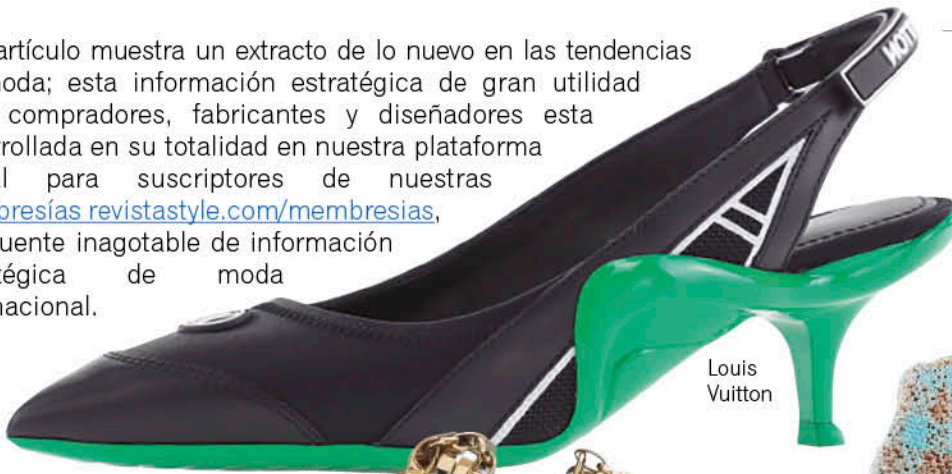 artículo muestra un extracto de lo nuevo en las tendencias
oda; esta información estratégica de gran utilidad
compradores, fabricantes y diseñadores esta
rrollada en su totalidad en nuestra plataforma
l para suscriptores de nuestras
bresías revistastyle.com/membresias,
uente inagotable de información
tégica de moda
nacional.
Louis
Vuitton